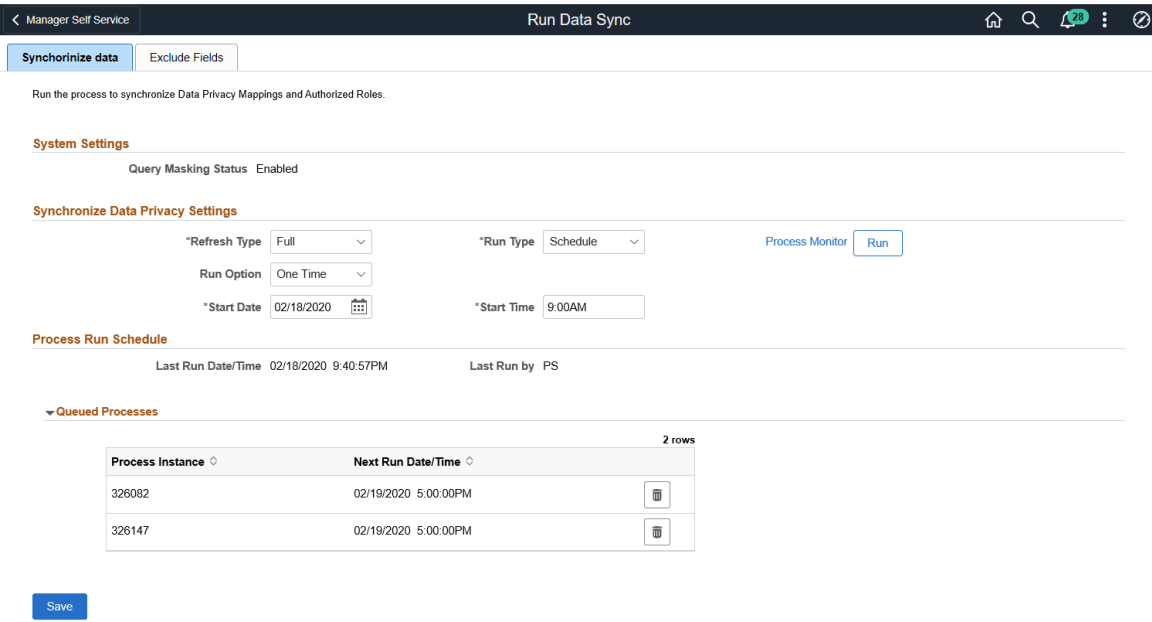 Manager Self Service
Run Data Sync
28
Synchorinize data
Exclude Fields
Run the process to synchronize Data Privacy Mappings and Authorized Roles.
System Settings
Query Masking Status Enabled
Synchronize Data Privacy Settings
*Refresh Type Full *Run Type Schedule Process Monitor Run
Run Option One Time
*Start Date 02/18/2020 *Start Time 9:00AM
Process Run Schedule
Last Run Date/Time 02/18/2020 9:40:57PM Last Run by PS
Queued Processes
2 rows
Process Instance Next Run Date/Time
326082 02/19/2020 5:00:00PM
326147 02/19/2020 5:00:00PM
Save